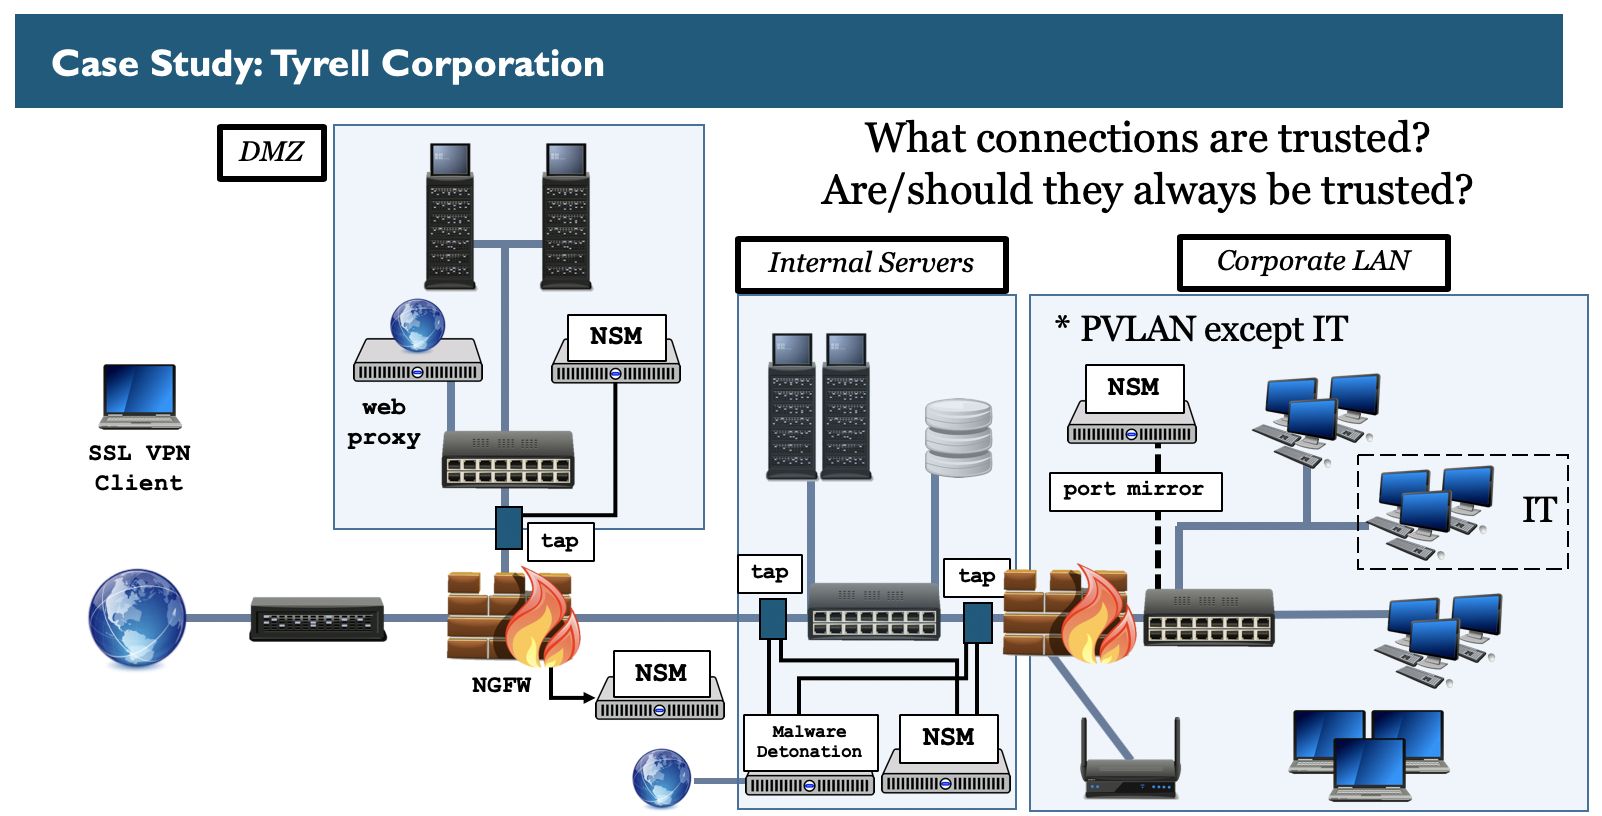 Case Study: Tyrell Corporation
DMZ
What connections are trusted?
Are/should they always be trusted?
Internal Servers
Corporate LAN
* PVLAN except IT
NSM
NSM
web
proxy
SSL VPN
Client
port mirror
IT
tap
tap
tap
NGFW
NSM
Malware
Detonation
NSM